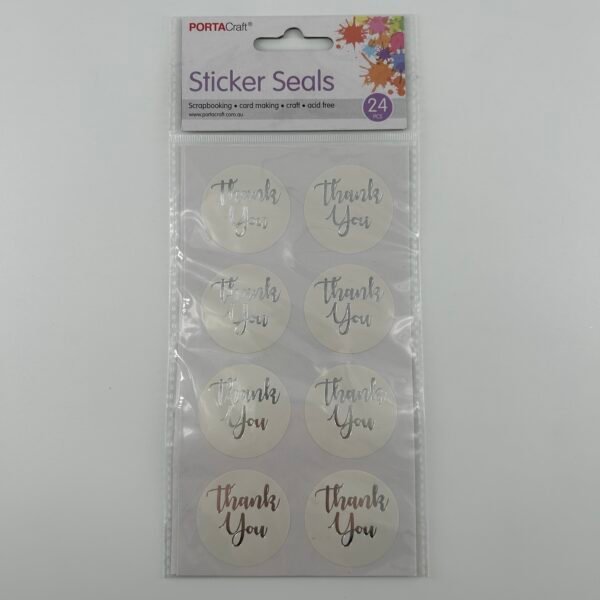 PORTACraft®
Sticker Seals
Scrapbooking • card making • craft • acid free
www.portacraft.com.au
24
PCS
Thank Thank
You You
Thank Thank
You You
Thank Thank
You You
Thank Thank
You You